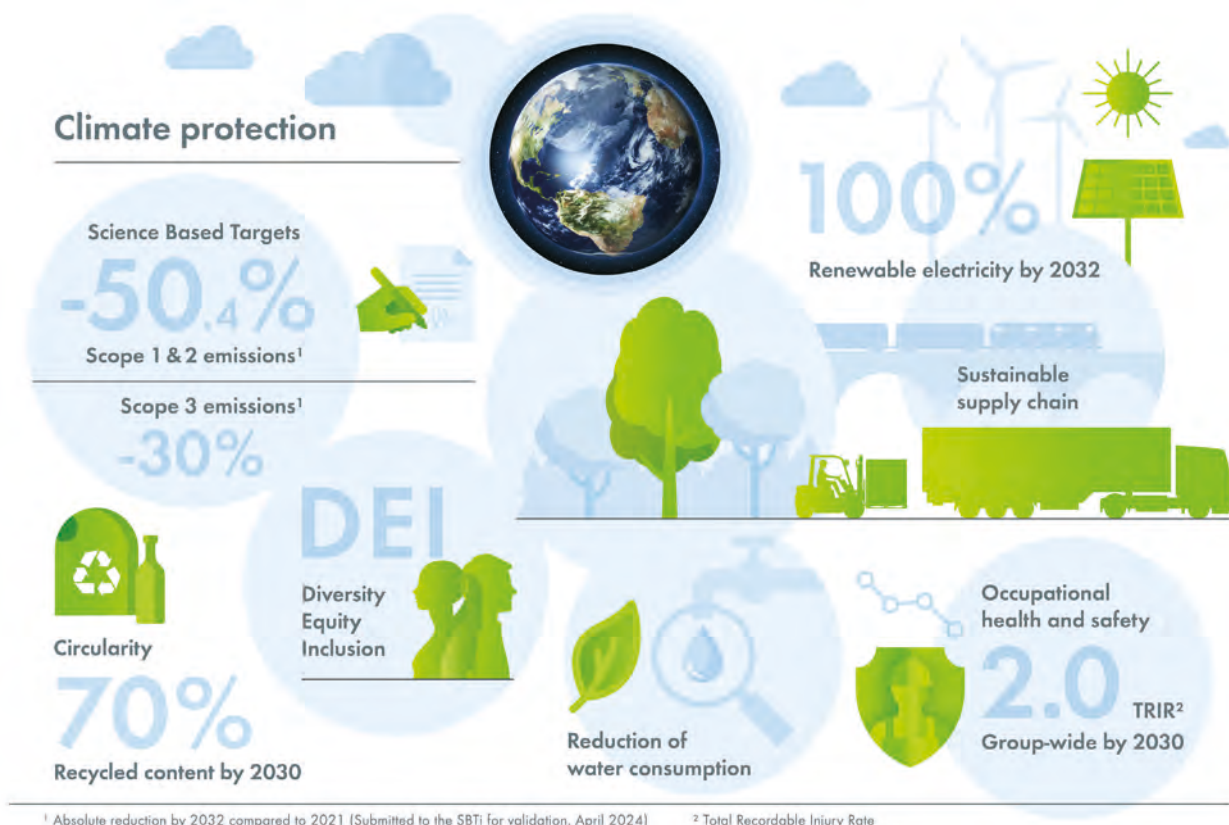 Climate protection
Science Based Targets
-50.4%
Scope 1 & 2 emissions¹
Scope 3 emissions¹
-30%
100%
Renewable electricity by 2032
Sustainable
supply chain
DEI
Diversity
Equity
Inclusion
Circularity
70%
Recycled content by 2030
Reduction of
water consumption
Occupational
health and safety
2.0 TRIR²
Group-wide by 2030
¹ Absolute reduction by 2032 compared to 2021 (Submitted to the SBTi for validation, April 2024) ² Total Recordable Injury Rate